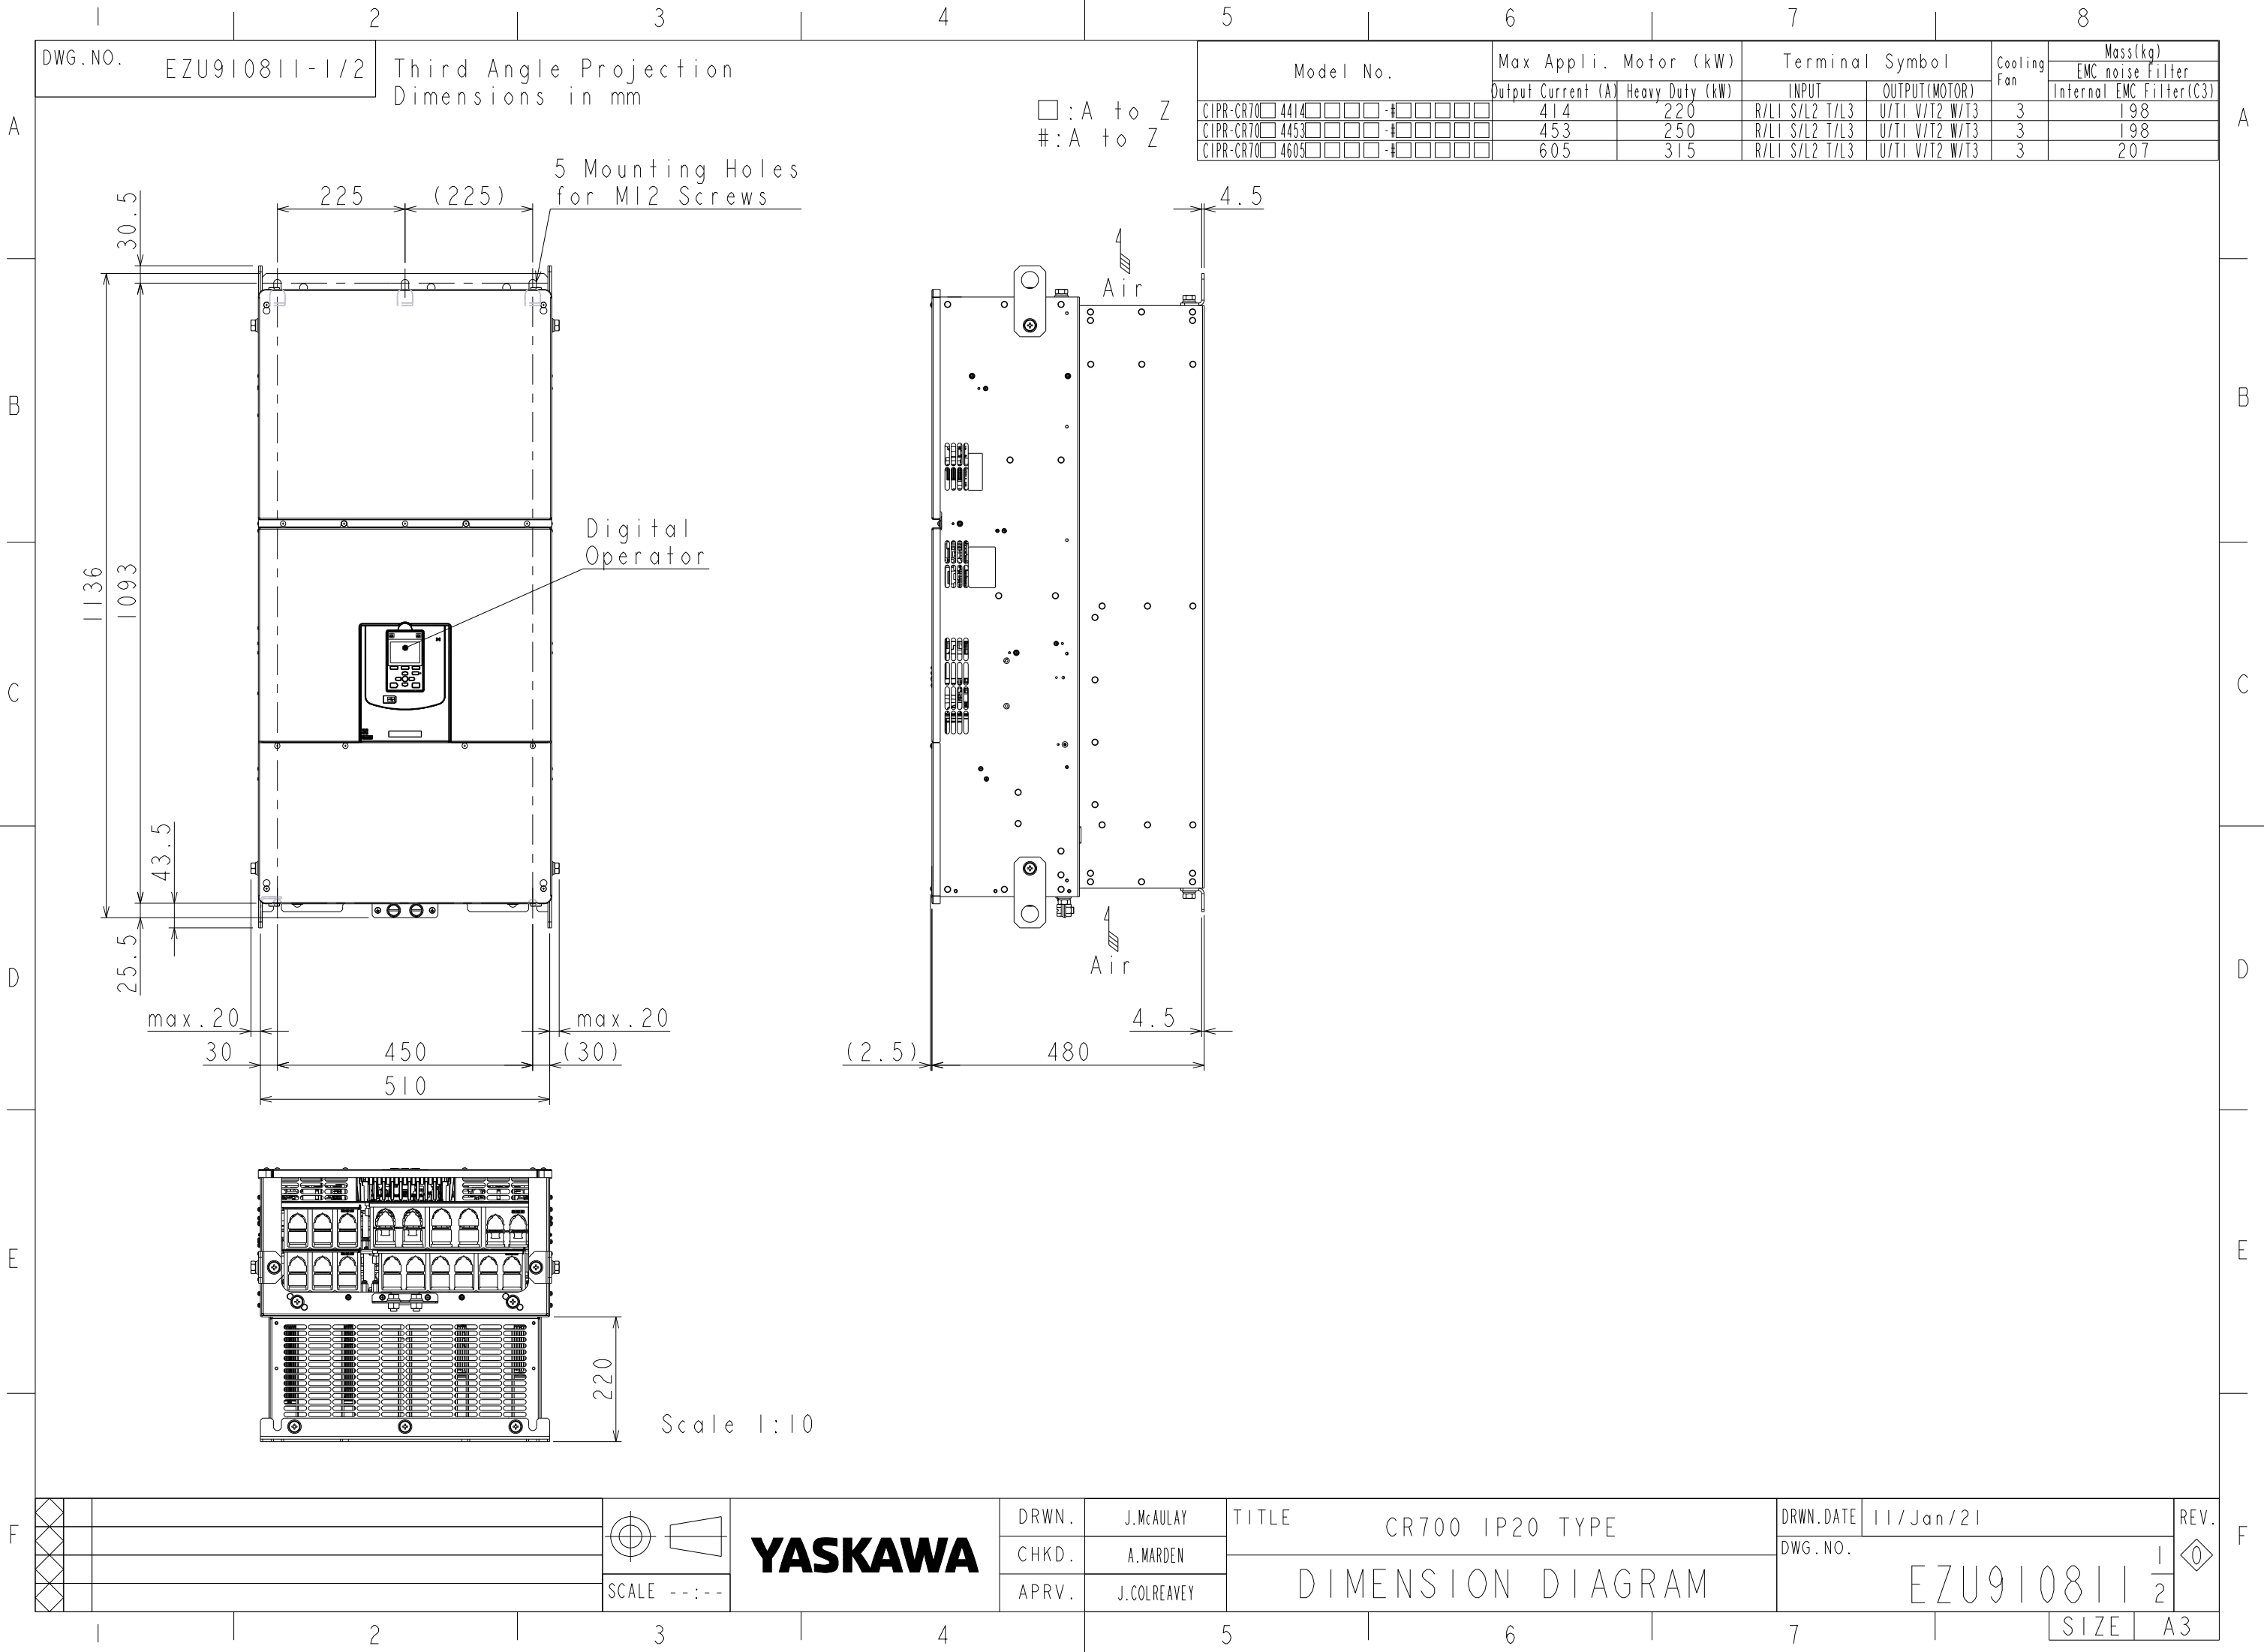 1 2 3 4 5 6 7 8
DWG.NO. EZU910811-1/2
Third Angle Projection
Dimensions in mm
□:A to Z
#:A to Z
Model No. Max Appli. Motor (kW) Terminal Symbol Cooling Fan Mass(kg)
EMC noise Filter
Output Current (A) Heavy Duty (kW) INPUT OUTPUT(MOTOR) Internal EMC Filter(C3)
CIPR-CR70□ 4414□□□□-#□□□□□ 414 220 R/L1 S/L2 T/L3 U/T1 V/T2 W/T3 3 198
CIPR-CR70□ 4453□□□□-#□□□□□ 453 250 R/L1 S/L2 T/L3 U/T1 V/T2 W/T3 3 198
CIPR-CR70□ 4605□□□□-#□□□□□ 605 315 R/L1 S/L2 T/L3 U/T1 V/T2 W/T3 3 207
A A
5 Mounting Holes
for M12 Screws
225 (225)
30.5
4.5
Air
B B
Digital
Operator
1136
1093
C C
43.5
25.5
Air
D D
max.20 max.20
4.5
30 450 (30)
(2.5) 480
510
E E
220
Scale 1:10
F F
SCALE --:--
YASKAWA
DRWN. J.McAULAY
CHKD. A.MARDEN
APRV. J.COLREAVEY
TITLE CR700 IP20 TYPE
DIMENSION DIAGRAM
DRWN.DATE 11/Jan/21
DWG.NO. EZU910811 1/2
REV. 0
SIZE A3
1 2 3 4 5 6 7